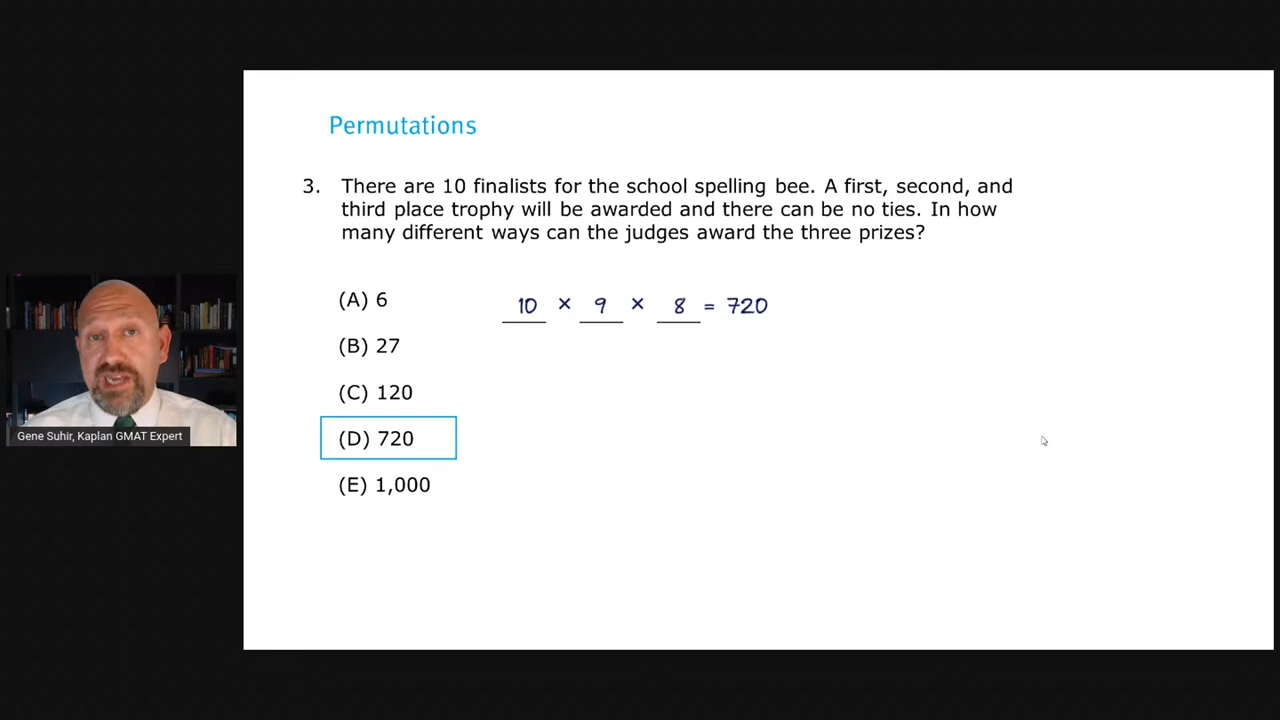 Permutations
3. There are 10 finalists for the school spelling bee. A first, second, and
third place trophy will be awarded and there can be no ties. In how
many different ways can the judges award the three prizes?
(A) 6
10 × 9 × 8 = 720
(B) 27
(C) 120
(D) 720
(E) 1,000
Gene Suhir, Kaplan GMAT Expert